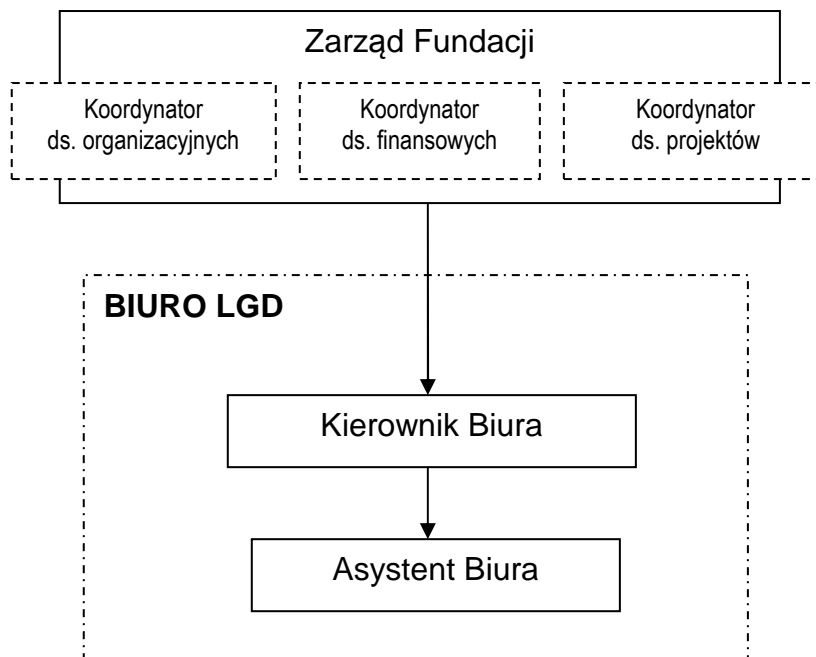 Zarząd Fundacji
Koordynator
ds. organizacyjnych
Koordynator
ds. finansowych
Koordynator
ds. projektów
BIURO LGD
Kierownik Biura
Asystent Biura